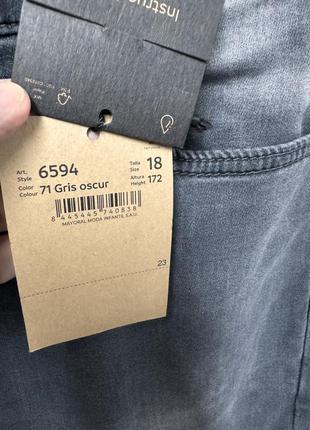 Instruc
Art.
Style 6594
Talla
Size 18
Color
Colour 71 Gris oscur
Altura
Height 172
8 445445 740838
MAYORAL MODA INFANTIL S.A.U.
23